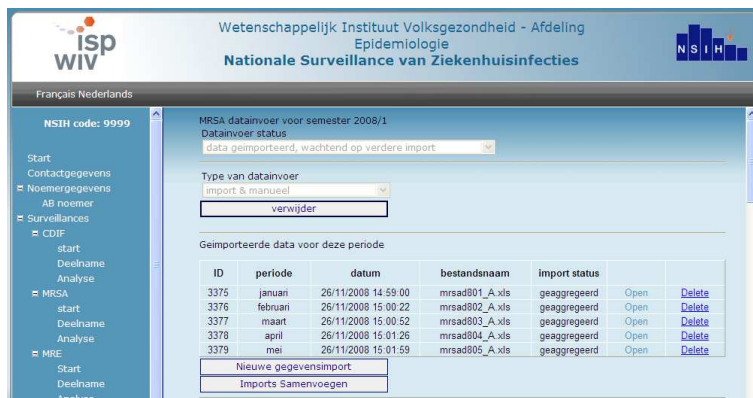 isp
WIV
Wetenschappelijk Instituut Volksgezondheid - Afdeling
Epidemiologie
Nationale Surveillance van Ziekenhuisinfecties
NSIH
Français Nederlands
NSIH code: 9999
Start
Contactgegevens
Noemergegevens
AB noemer
Surveillances
CDIF
start
Deelname
Analyse
MRSA
start
Deelname
Analyse
MRE
Start
Deelname
Analyse
MRSA datainvoer voor semester 2008/1
Datainvoer status
data geimporteerd, wachtend op verdere import
Type van datainvoer
import & manueel
verwijder
Geimporteerde data voor deze periode
ID periode datum bestandsnaam import status
3375 januari 26/11/2008 14:59:00 mrsad801_A.xls geaggregeerd Open Delete
3376 februari 26/11/2008 15:00:22 mrsad802_A.xls geaggregeerd Open Delete
3377 maart 26/11/2008 15:00:52 mrsad803_A.xls geaggregeerd Open Delete
3378 april 26/11/2008 15:01:26 mrsad804_A.xls geaggregeerd Open Delete
3379 mei 26/11/2008 15:01:59 mrsad805_A.xls geaggregeerd Open Delete
Nieuwe gegevensimport
Imports Samenvoegen